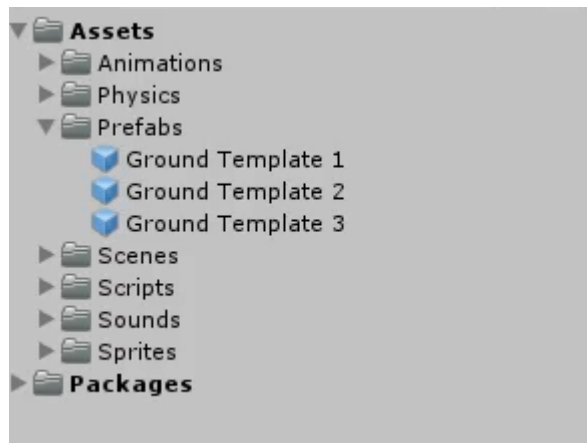 Assets
Animations
Physics
Prefabs
Ground Template 1
Ground Template 2
Ground Template 3
Scenes
Scripts
Sounds
Sprites
Packages